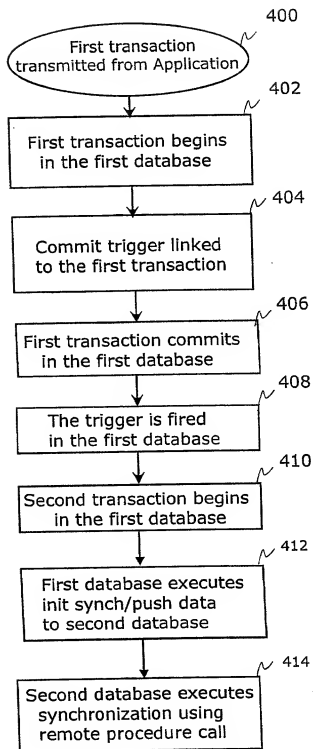 400
First transaction
transmitted from Application
402
First transaction begins
in the first database
404
Commit trigger linked
to the first transaction
406
First transaction commits
in the first database
408
The trigger is fired
in the first database
410
Second transaction begins
in the first database
412
First database executes
init synch/push data
to second database
414
Second database executes
synchronization using
remote procedure call